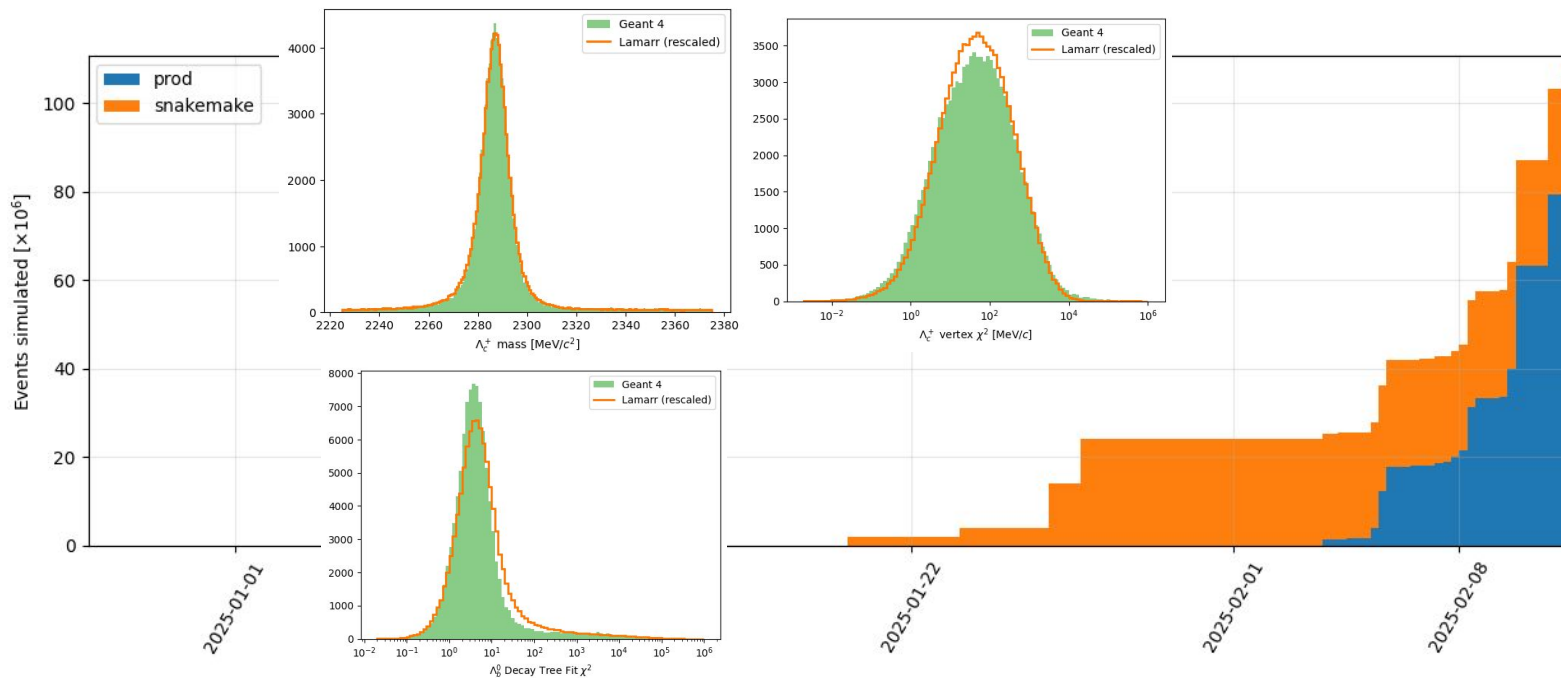 Geant 4
Lamarr (rescaled)
4000
3000
2000
1000
0
2220 2240 2260 2280 2300 2320 2340 2360 2380
Λc+ mass [MeV/c²]
Geant 4
Lamarr (rescaled)
3500
3000
2500
2000
1500
1000
500
0
10⁻² 10⁰ 10² 10⁴ 10⁶
Λc+ vertex χ² [MeV/c]
prod
snakemake
Events simulated [×10⁶]
100
80
60
40
20
0
Geant 4
Lamarr (rescaled)
8000
7000
6000
5000
4000
3000
2000
1000
0
10⁻² 10⁻¹ 10⁰ 10¹ 10² 10³ 10⁴ 10⁵ 10⁶
Λb0 Decay Tree Fit χ²
2025-01-01
2025-01-22
2025-02-01
2025-02-08